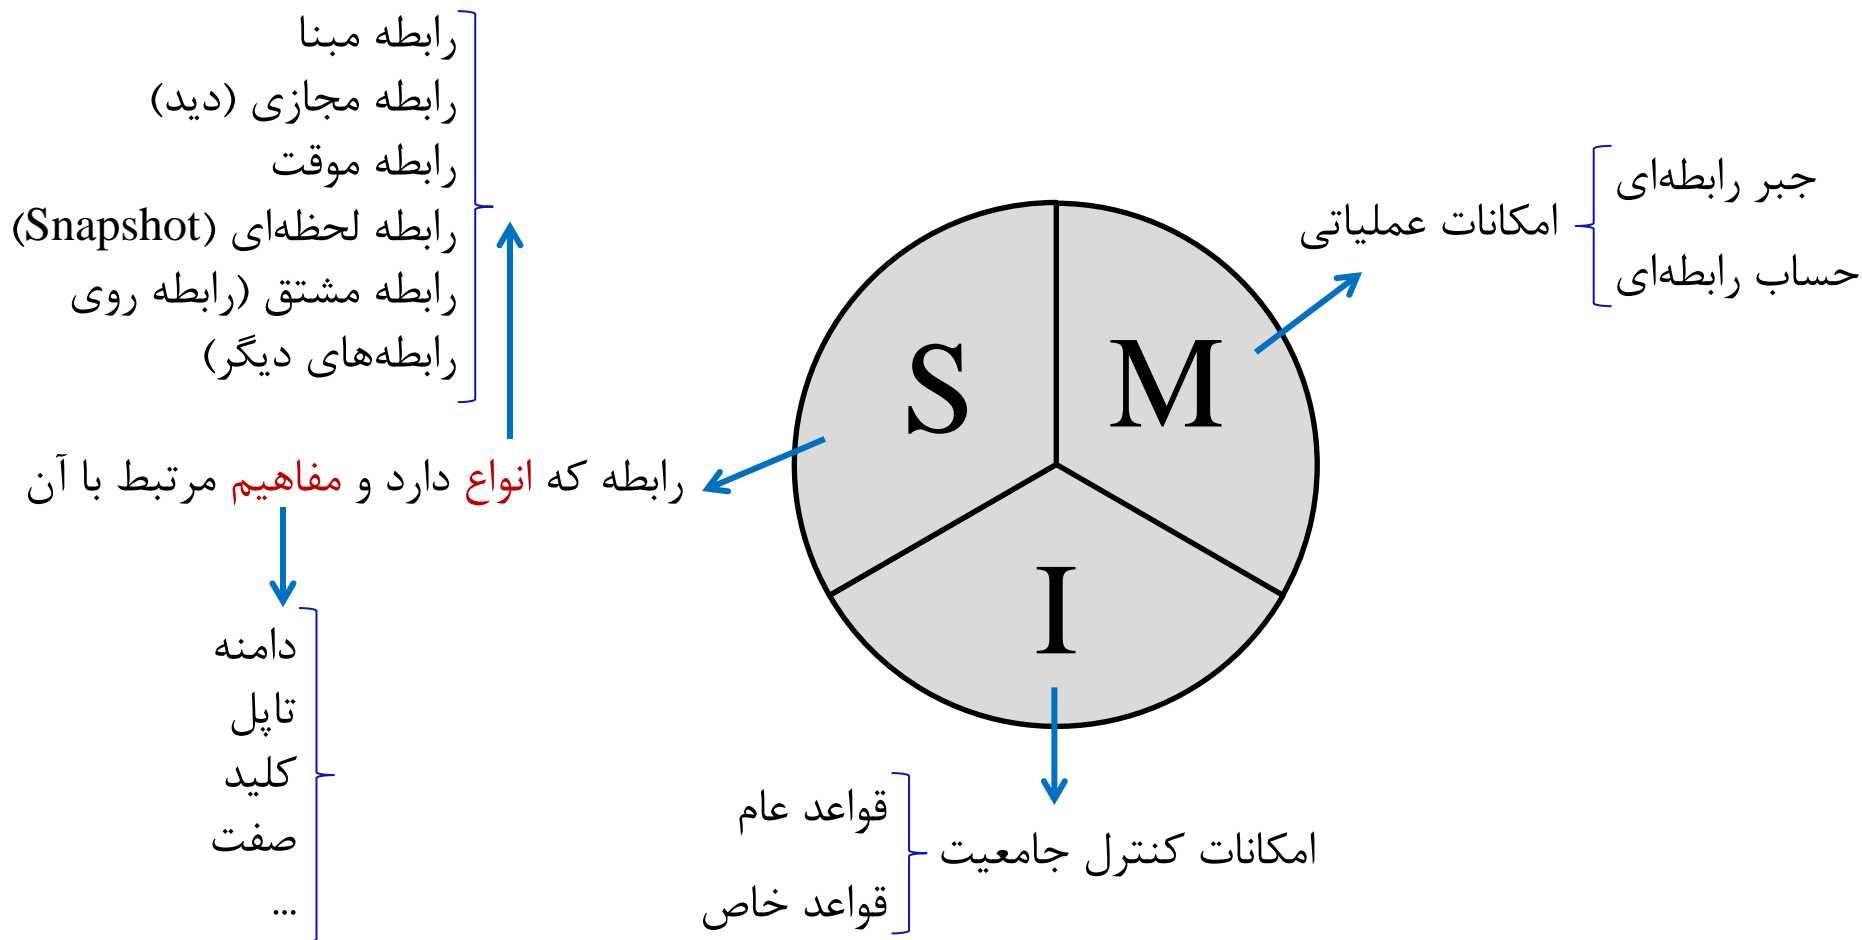 رابطه مبنا
رابطه مجازی (دید)
رابطه موقت
رابطه لحظه‌ای (Snapshot)
رابطه مشتق (رابطه روی
رابطه‌های دیگر)
جبر رابطه‌ای
امکانات عملیاتی
حساب رابطه‌ای
S
M
رابطه که انواع دارد و مفاهیم مرتبط با آن
I
دامنه
تاپل
کلید
صفت
...
قواعد عام
امکانات کنترل جامعیت
قواعد خاص